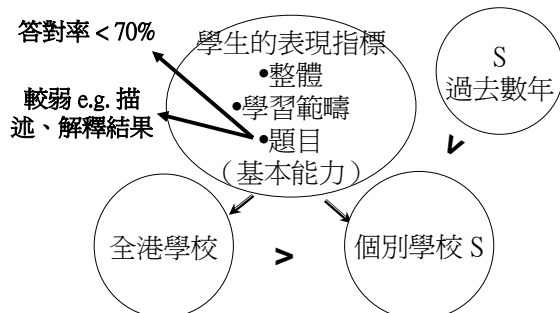 答對率 < 70%
較弱 e.g. 描
述、解釋結果
學生的表現指標
•整體
•學習範疇
•題目
(基本能力)
S
過去數年
>
全港學校
>
個別學校 S